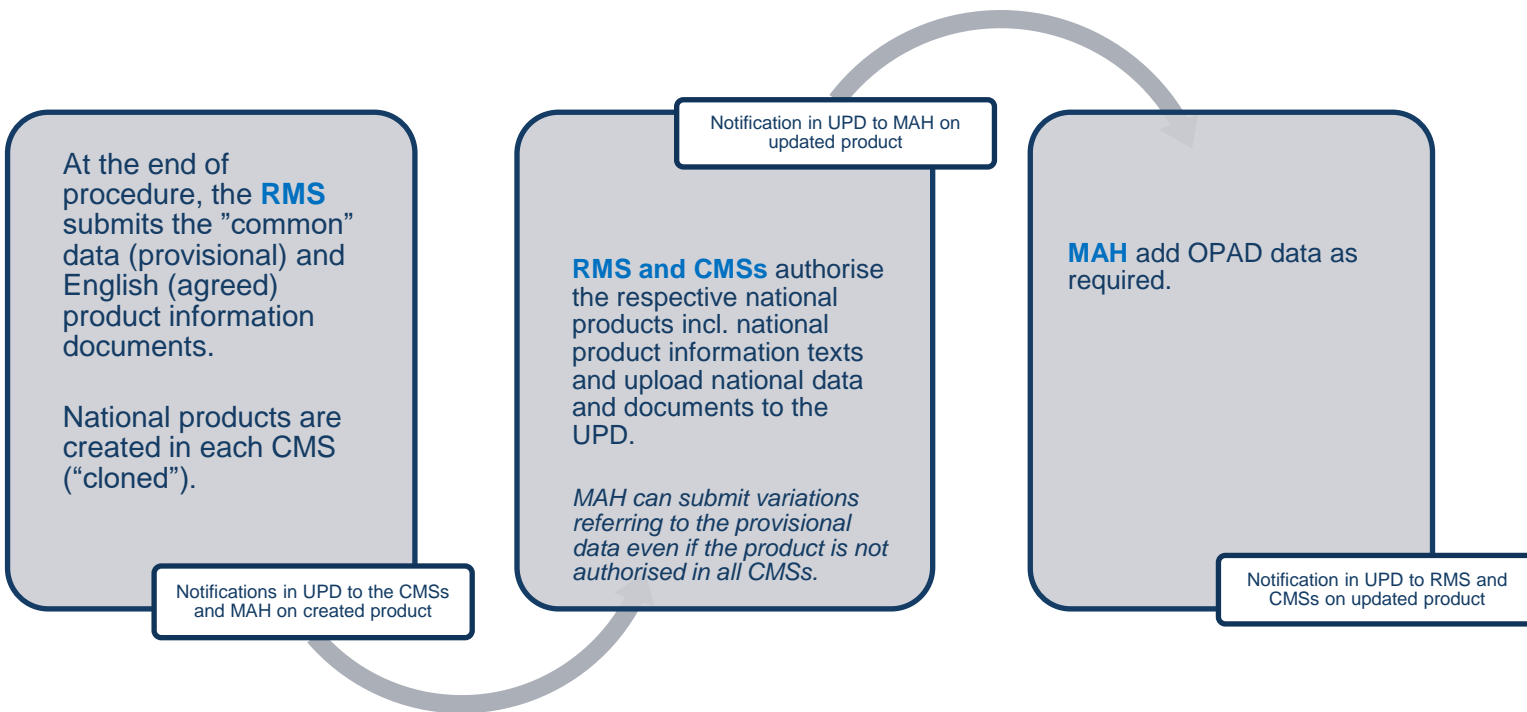 At the end of
procedure, the RMS
submits the ”common”
data (provisional) and
English (agreed)
product information
documents.
National products are
created in each CMS
(“cloned”).
Notifications in UPD to the CMSs
and MAH on created product
Notification in UPD to MAH on
updated product
RMS and CMSs authorise
the respective national
products incl. national
product information texts
and upload national data
and documents to the
UPD.
MAH can submit variations
referring to the provisional
data even if the product is not
authorised in all CMSs.
MAH add OPAD data as
required.
Notification in UPD to RMS and
CMSs on updated product